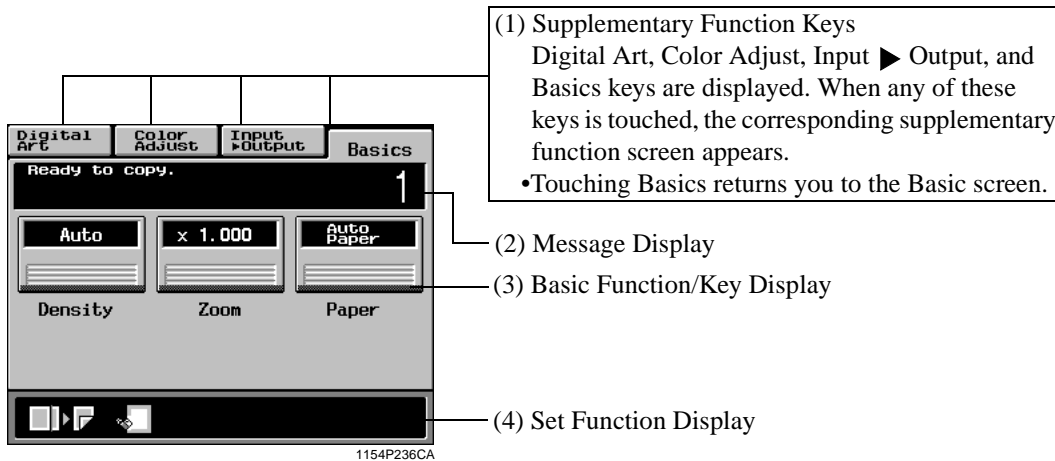 (1) Supplementary Function Keys
Digital Art, Color Adjust, Input ▶ Output, and
Basics keys are displayed. When any of these
keys is touched, the corresponding supplementary
function screen appears.
•Touching Basics returns you to the Basic screen.
Digital
Art
Color
Adjust
Input
▶Output
Basics
Ready to copy.
1
Auto
x 1.000
Auto
Paper
Density
Zoom
Paper
(2) Message Display
(3) Basic Function/Key Display
(4) Set Function Display
1154P236CA